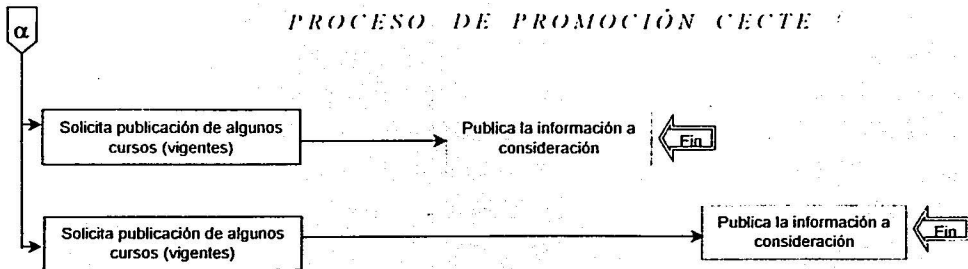 PROCESO DE PROMOCIÓN CECTE
α
Solicita publicación de algunos
cursos (vigentes)
Publica la información a
consideración
Fin
Solicita publicación de algunos
cursos (vigentes)
Publica la información a
consideración
Fin